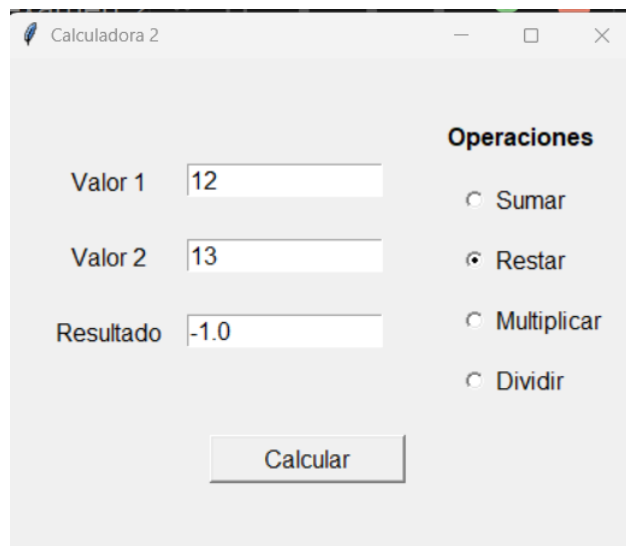 Calculadora 2
Operaciones
Valor 1 12
Sumar
Valor 2 13
Restar
Resultado -1.0
Multiplicar
Dividir
Calcular